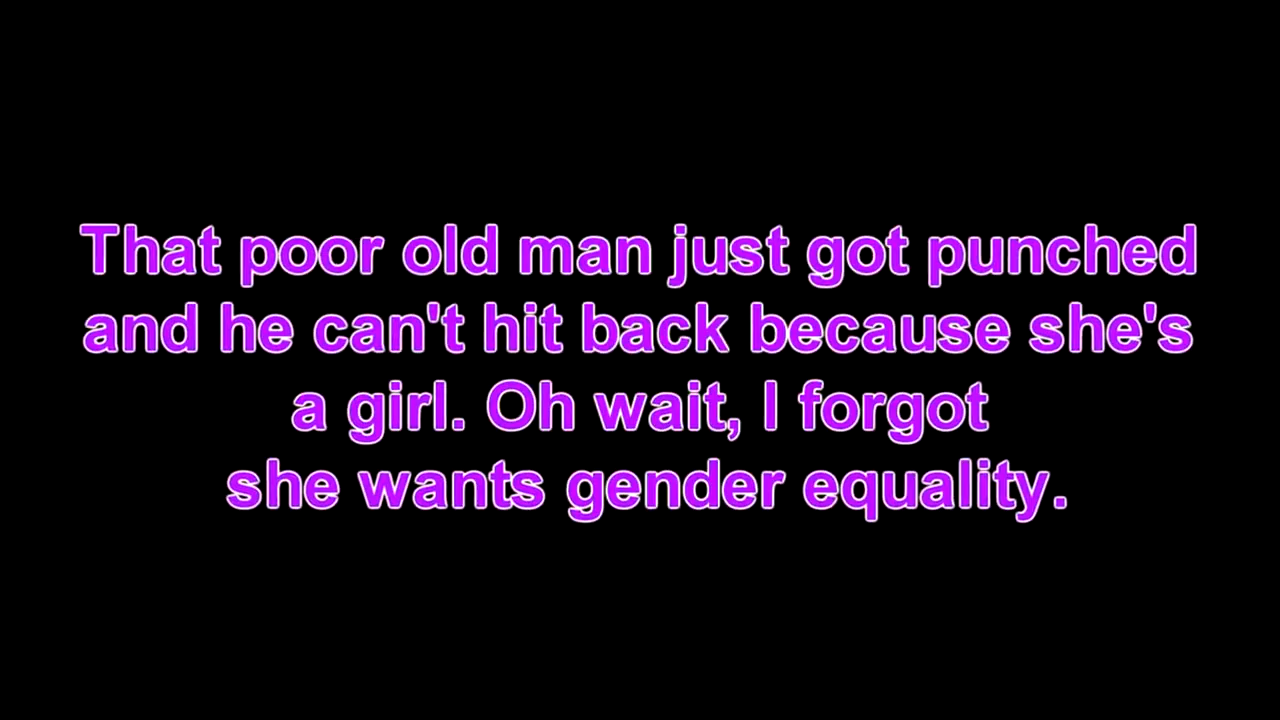 That poor old man just got punched
and he can't hit back because she's
a girl. Oh wait, I forgot
she wants gender equality.